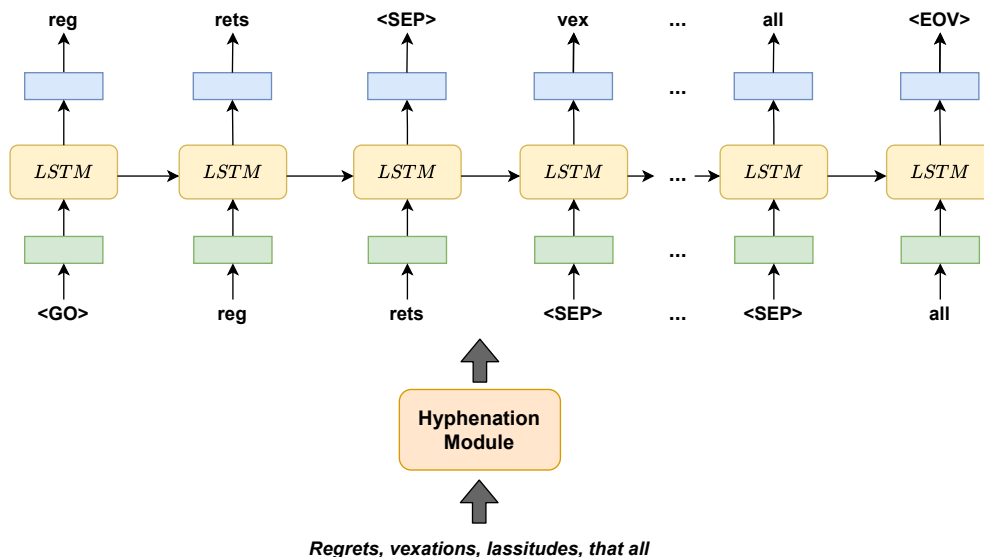 reg rets <SEP> vex ... all <EOV>
...
LSTM LSTM LSTM LSTM ... LSTM LSTM
...
<GO> reg rets <SEP> ... <SEP> all
Hyphenation
Module
Regrets, vexations, lassitudes, that all